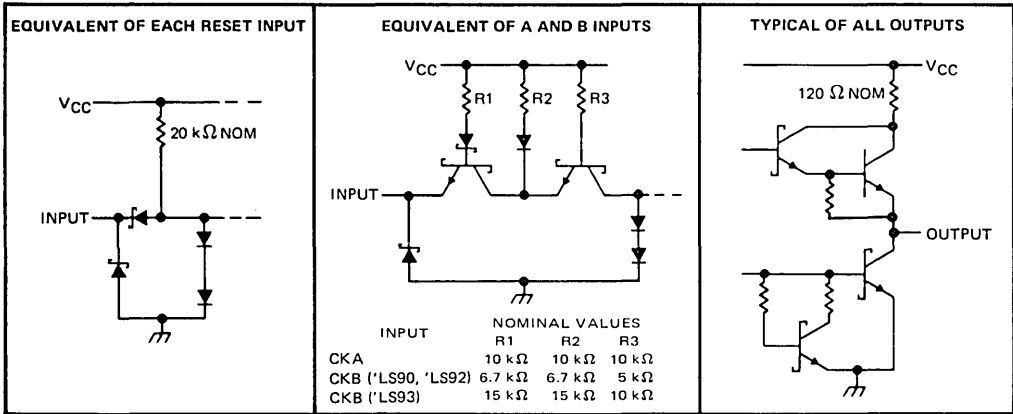 EQUIVALENT OF EACH RESET INPUT
VCC
20 kΩ NOM
INPUT
EQUIVALENT OF A AND B INPUTS
VCC
R1
R2
R3
INPUT
INPUT NOMINAL VALUES
R1 R2 R3
CKA 10 kΩ 10 kΩ 10 kΩ
CKB ('LS90, 'LS92) 6.7 kΩ 6.7 kΩ 5 kΩ
CKB ('LS93) 15 kΩ 15 kΩ 10 kΩ
TYPICAL OF ALL OUTPUTS
VCC
120 Ω NOM
OUTPUT